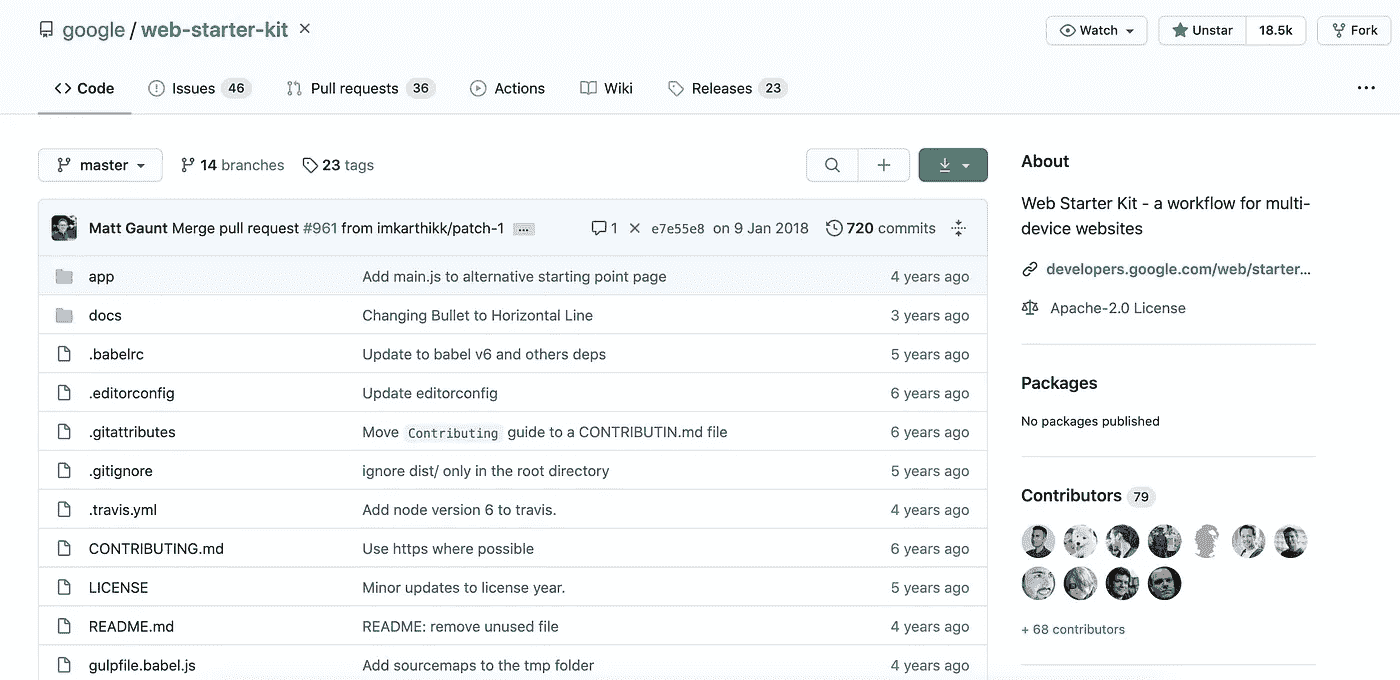 google / web-starter-kit ×
Watch Unstar 18.5k Fork
Code Issues 46 Pull requests 36 Actions Wiki Releases 23 ...
master 14 branches 23 tags
Matt Gaunt Merge pull request #961 from imkarthikk/patch-1 ... 1 × e7e55e8 on 9 Jan 2018 720 commits
app Add main.js to alternative starting point page 4 years ago
docs Changing Bullet to Horizontal Line 3 years ago
.babelrc Update to babel v6 and others deps 5 years ago
.editorconfig Update editorconfig 6 years ago
.gitattributes Move Contributing guide to a CONTRIBUTIN.md file 6 years ago
.gitignore ignore dist/ only in the root directory 5 years ago
.travis.yml Add node version 6 to travis. 4 years ago
CONTRIBUTING.md Use https where possible 6 years ago
LICENSE Minor updates to license year. 5 years ago
README.md README: remove unused file 4 years ago
gulpfile.babel.js Add sourcemaps to the tmp folder 4 years ago
About
Web Starter Kit - a workflow for multi-
device websites
developers.google.com/web/starter...
Apache-2.0 License
Packages
No packages published
Contributors 79
+ 68 contributors